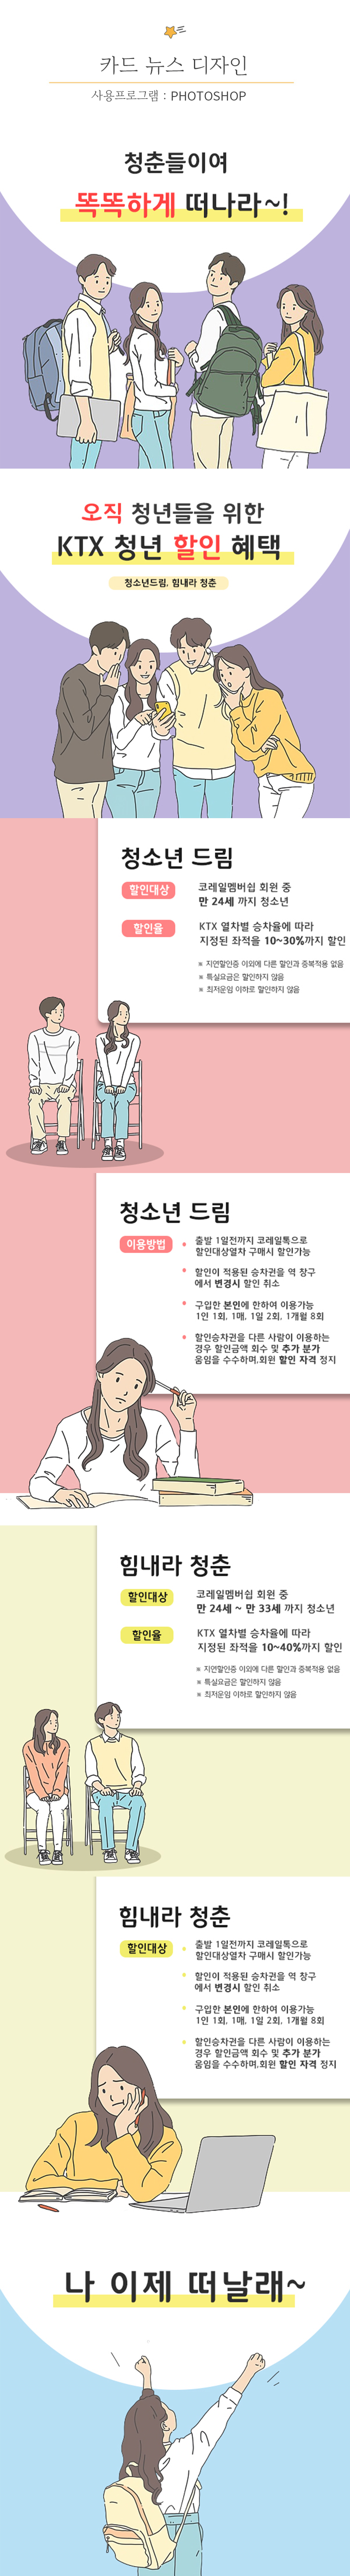 카드 뉴스 디자인
사용프로그램 : PHOTOSHOP
청춘들이여
똑똑하게 떠나라~!
오직 청년들을 위한
KTX 청년 할인 혜택
청소년드림, 힘내라 청춘
청소년 드림
할인대상
코레일멤버쉽 회원 중
만 24세 까지 청소년
할인율
KTX 열차별 승차율에 따라
지정된 좌석을 10~30%까지 할인
※ 지연할인증 이외에 다른 할인과 중복적용 없음
※ 특실요금은 할인하지 않음
※ 최저운임 이하로 할인하지 않음
청소년 드림
이용방법
출발 1일전까지 코레일톡으로
할인대상열차 구매시 할인가능
할인이 적용된 승차권을 역 창구
에서 변경시 할인 취소
구입한 본인에 한하여 이용가능
1인 1회, 1매, 1일 2회, 1개월 8회
할인승차권을 다른 사람이 이용하는
경우 할인금액 회수 및 추가 분가
움임을 수수하며,회원 할인 자격 정지
힘내라 청춘
할인대상
코레일멤버쉽 회원 중
만 24세 ~ 만 33세 까지 청소년
할인율
KTX 열차별 승차율에 따라
지정된 좌석을 10~40%까지 할인
※ 지연할인증 이외에 다른 할인과 중복적용 없음
※ 특실요금은 할인하지 않음
※ 최저운임 이하로 할인하지 않음
힘내라 청춘
할인대상
출발 1일전까지 코레일톡으로
할인대상열차 구매시 할인가능
할인이 적용된 승차권을 역 창구
에서 변경시 할인 취소
구입한 본인에 한하여 이용가능
1인 1회, 1매, 1일 2회, 1개월 8회
할인승차권을 다른 사람이 이용하는
경우 할인금액 회수 및 추가 분가
움임을 수수하며,회원 할인 자격 정지
나 이제 떠날래~